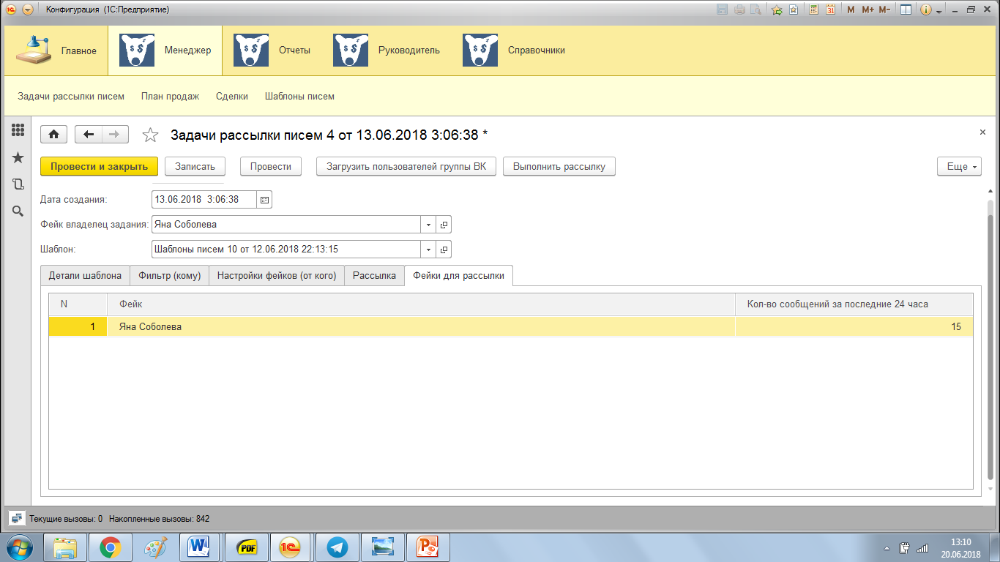 Конфигурация (1С:Предприятие)
M M+ M-
Главное
Менеджер
Отчеты
Руководитель
Справочники
Задачи рассылки писем План продаж Сделки Шаблоны писем
Задачи рассылки писем 4 от 13.06.2018 3:06:38 *
Провести и закрыть Записать Провести Загрузить пользователей группы ВК Выполнить рассылку Еще
Дата создания: 13.06.2018 3:06:38
Фейк владелец задания: Яна Соболева
Шаблон: Шаблоны писем 10 от 12.06.2018 22:13:15
Детали шаблона Фильтр (кому) Настройки фейков (от кого) Рассылка Фейки для рассылки
N Фейк Кол-во сообщений за последние 24 часа
1 Яна Соболева 15
Текущие вызовы: 0 Накопленные вызовы: 842
W PDF 1С P
13:10
20.06.2018